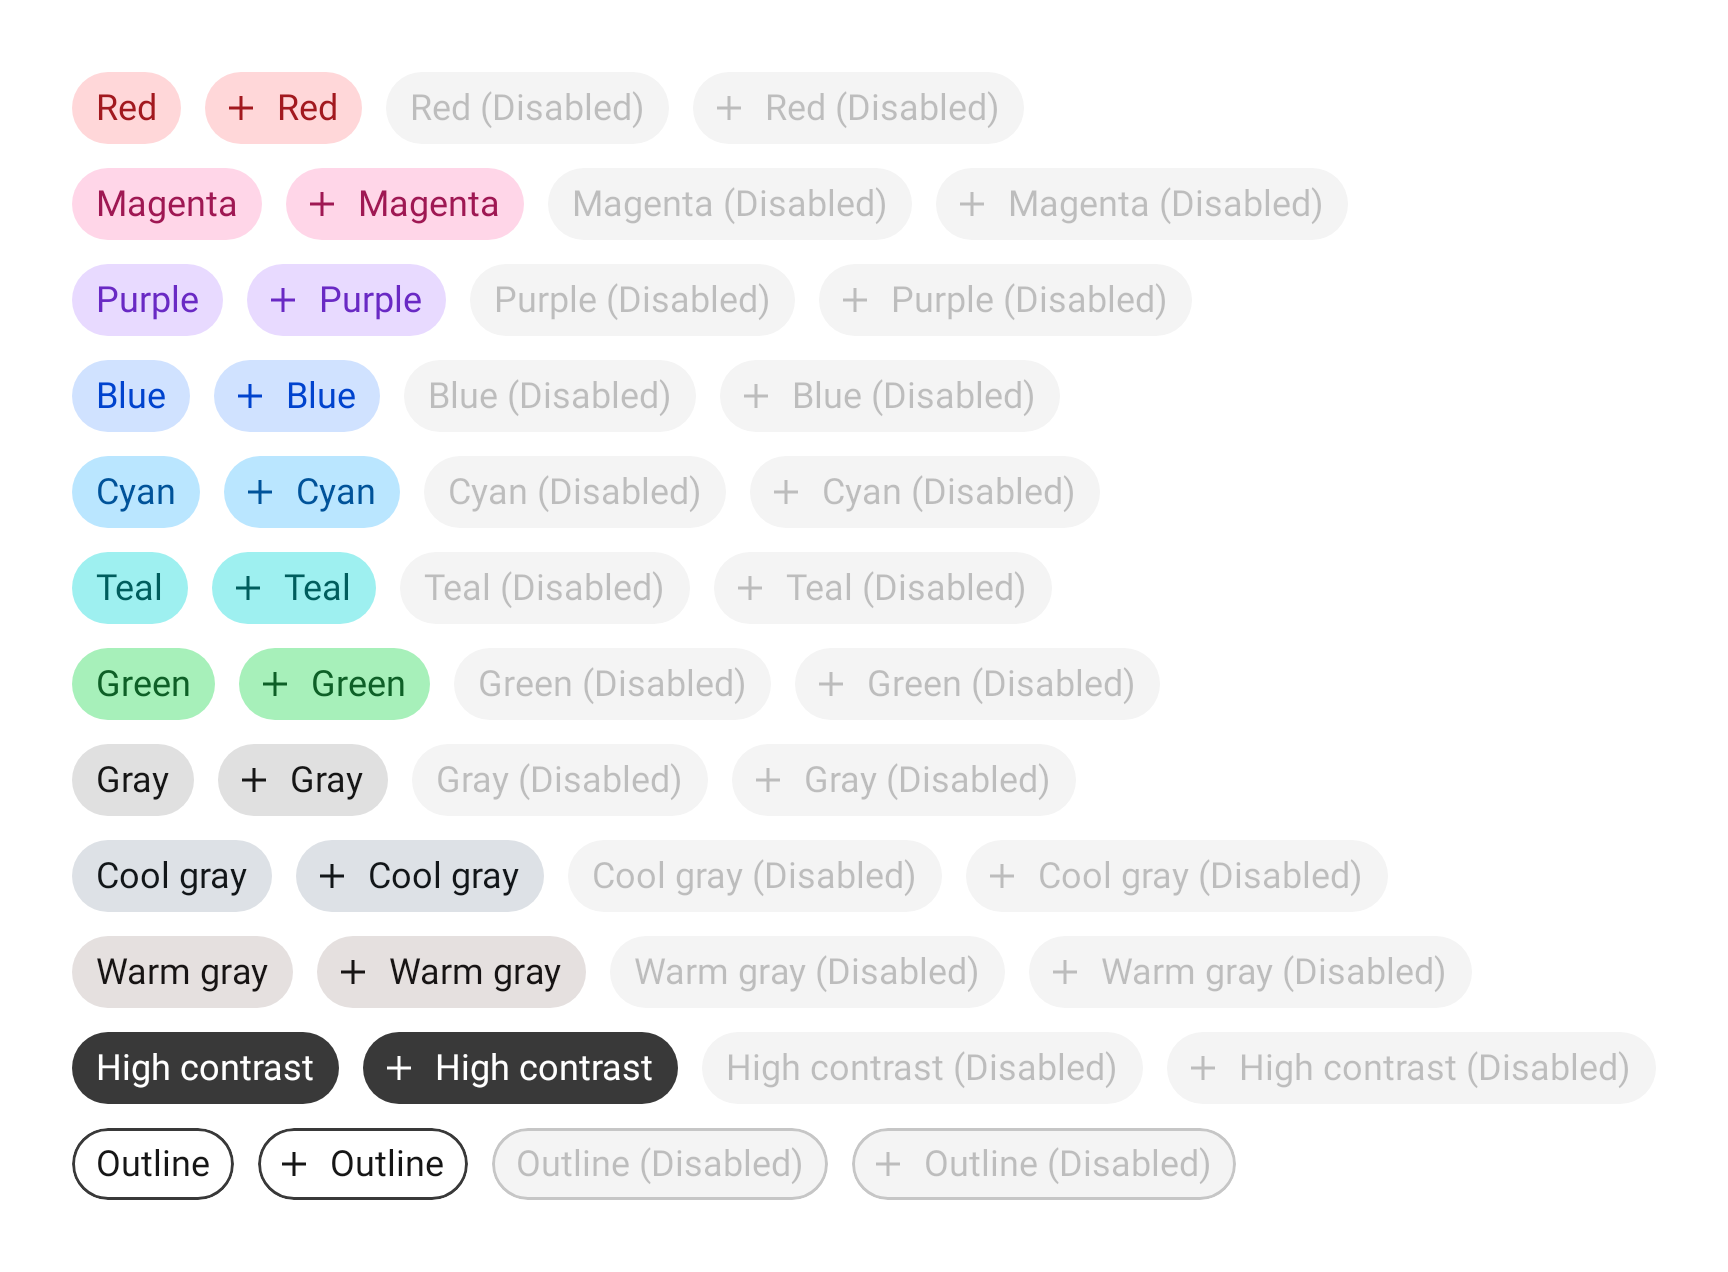 Red + Red Red (Disabled) + Red (Disabled)
Magenta + Magenta Magenta (Disabled) + Magenta (Disabled)
Purple + Purple Purple (Disabled) + Purple (Disabled)
Blue + Blue Blue (Disabled) + Blue (Disabled)
Cyan + Cyan Cyan (Disabled) + Cyan (Disabled)
Teal + Teal Teal (Disabled) + Teal (Disabled)
Green + Green Green (Disabled) + Green (Disabled)
Gray + Gray Gray (Disabled) + Gray (Disabled)
Cool gray + Cool gray Cool gray (Disabled) + Cool gray (Disabled)
Warm gray + Warm gray Warm gray (Disabled) + Warm gray (Disabled)
High contrast + High contrast High contrast (Disabled) + High contrast (Disabled)
Outline + Outline Outline (Disabled) + Outline (Disabled)